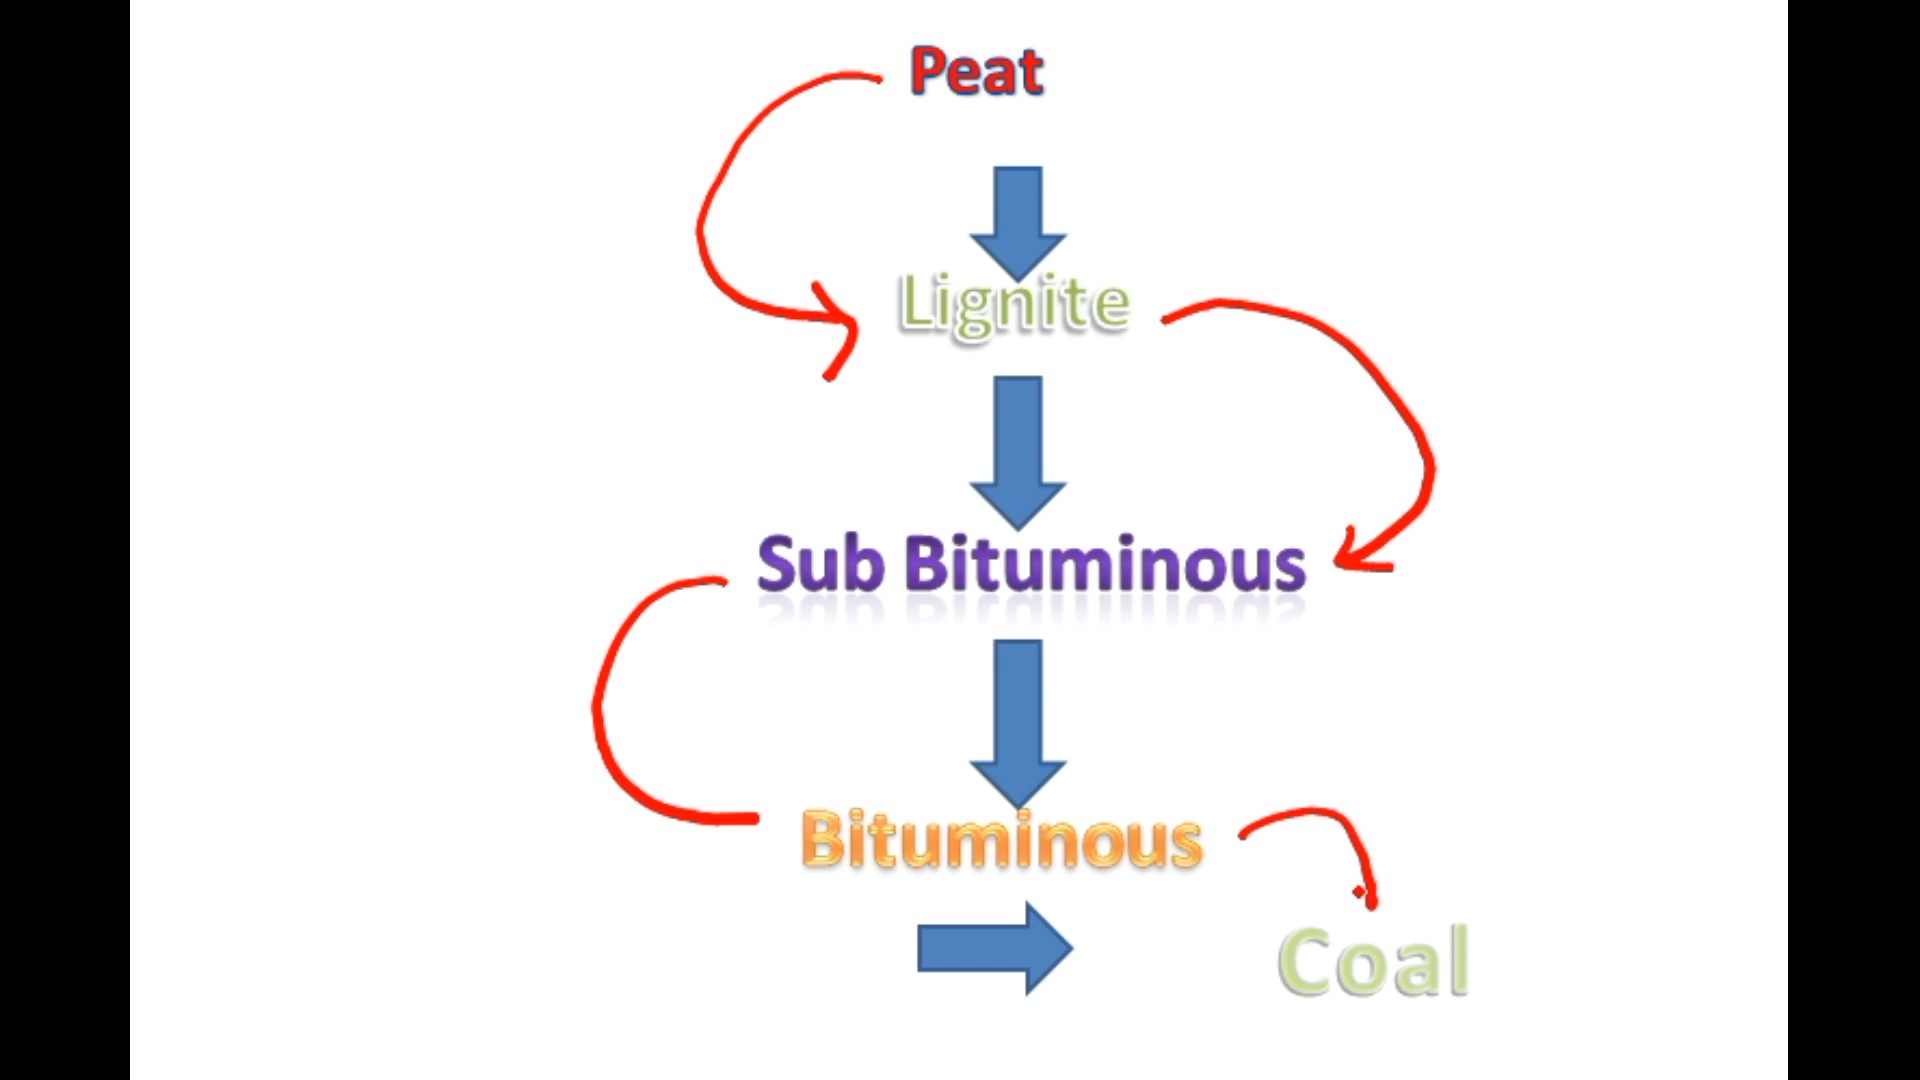 Peat
Lignite
Sub Bituminous
Bituminous
Coal